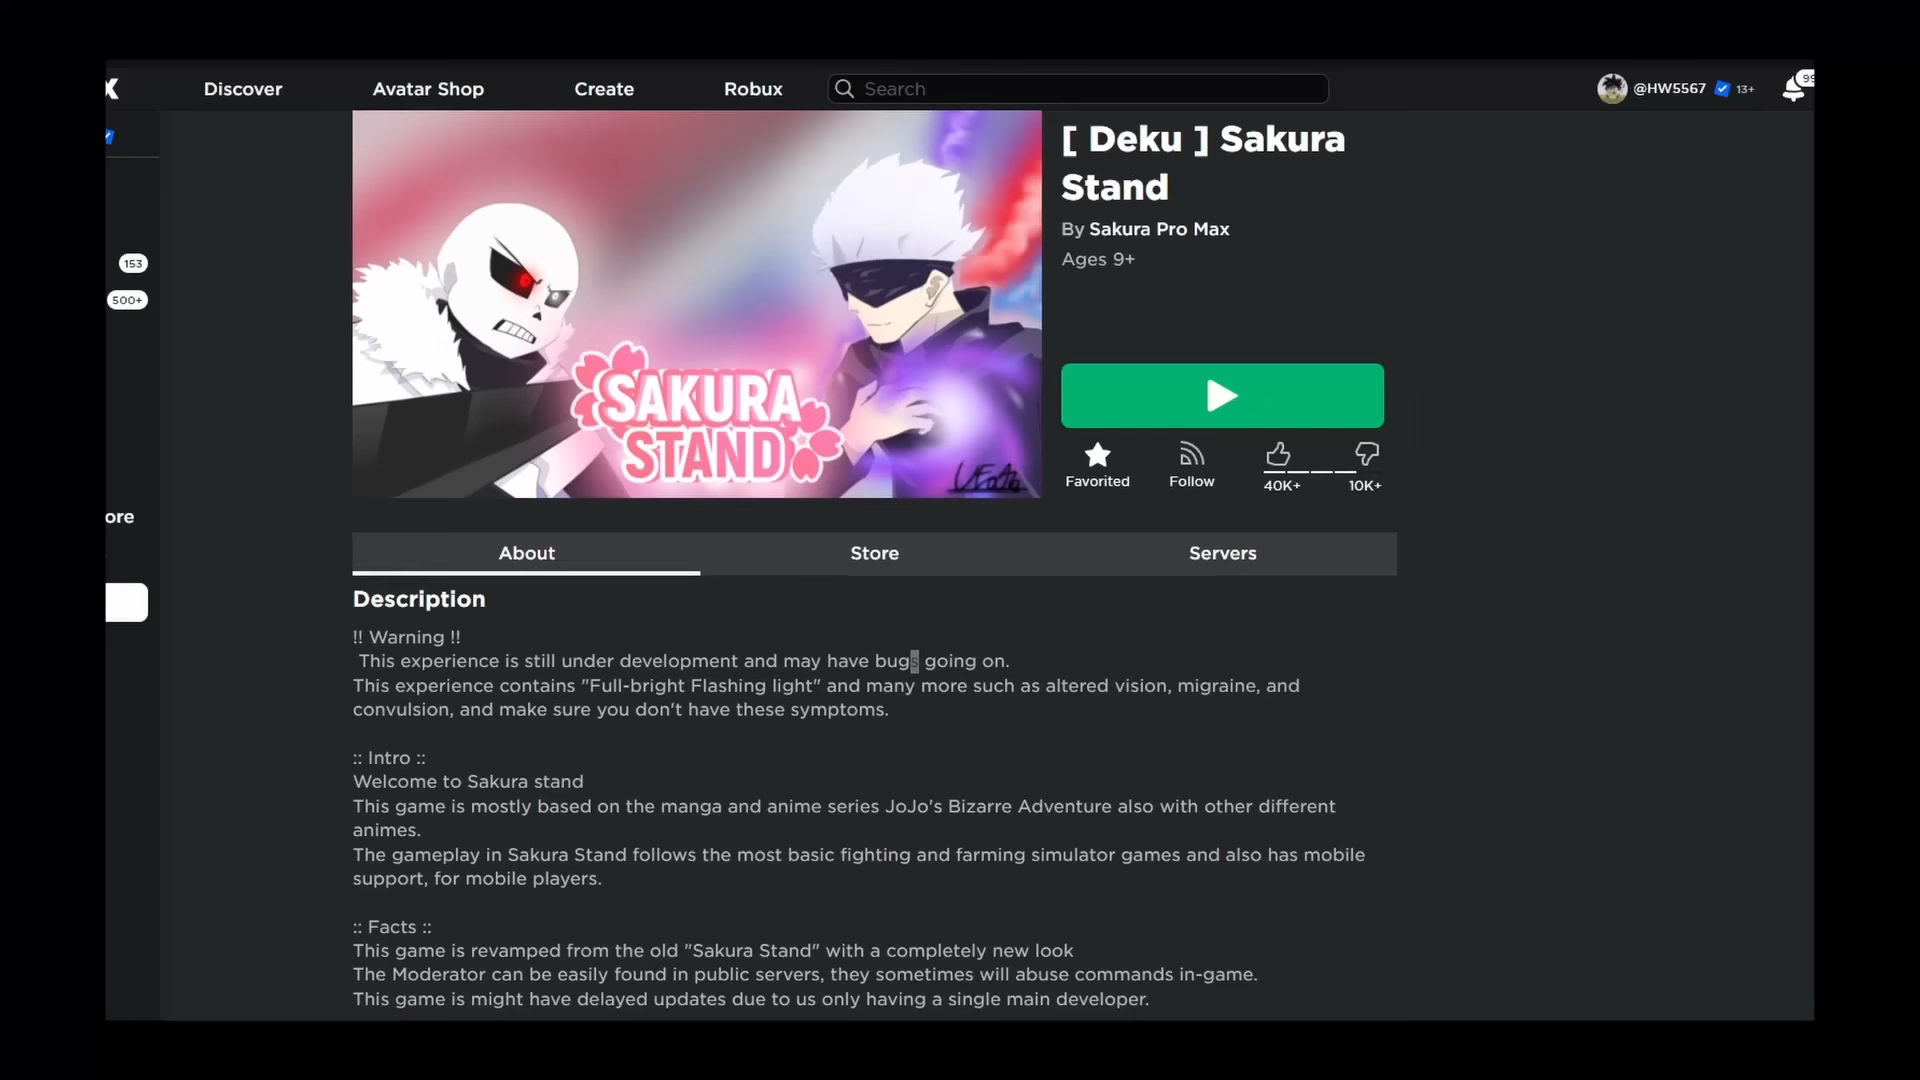 X
Discover
Avatar Shop
Create
Robux
Search
@HW5567
13+
99
153
500+
ore
SAKURA
STAND
[ Deku ] Sakura
Stand
By Sakura Pro Max
Ages 9+
Favorited
Follow
40K+
10K+
About
Store
Servers
Description
!! Warning !!
This experience is still under development and may have bugs going on.
This experience contains "Full-bright Flashing light" and many more such as altered vision, migraine, and
convulsion, and make sure you don't have these symptoms.
:: Intro ::
Welcome to Sakura stand
This game is mostly based on the manga and anime series JoJo's Bizarre Adventure also with other different
animes.
The gameplay in Sakura Stand follows the most basic fighting and farming simulator games and also has mobile
support, for mobile players.
:: Facts ::
This game is revamped from the old "Sakura Stand" with a completely new look
The Moderator can be easily found in public servers, they sometimes will abuse commands in-game.
This game is might have delayed updates due to us only having a single main developer.